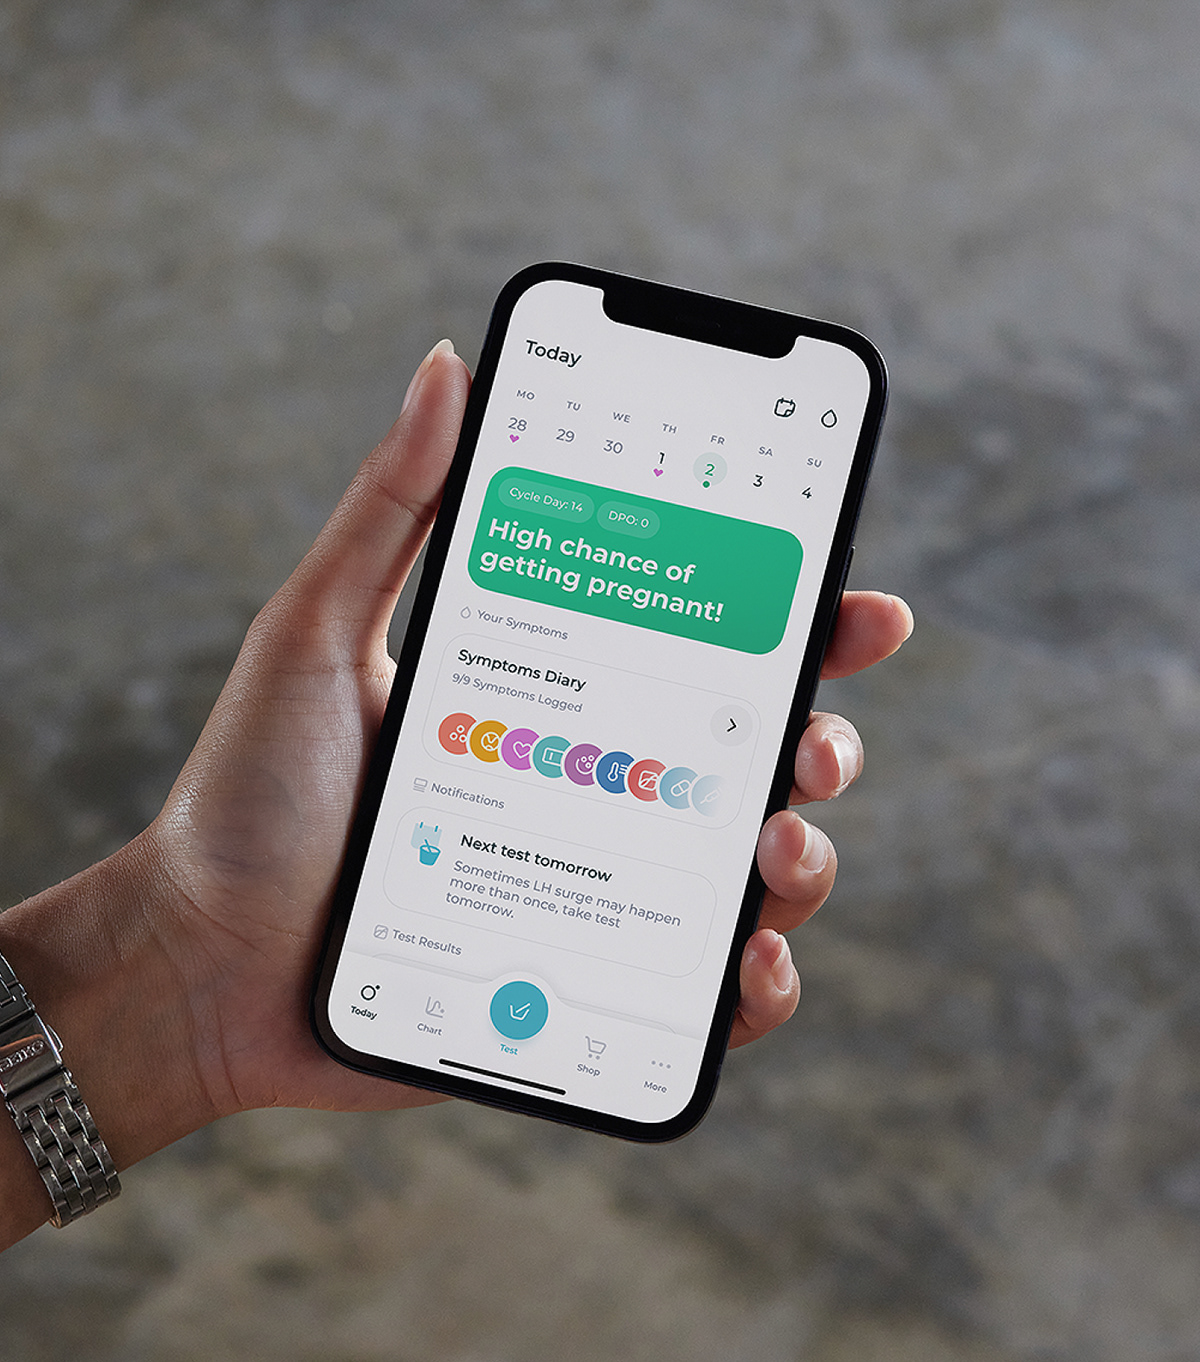 Today
MO TU WE TH FR SA SU
28 29 30 1 2 3 4
Cycle Day: 14 DPO: 0
High chance of
getting pregnant!
Your Symptoms
Symptoms Diary
9/9 Symptoms Logged
Notifications
Next test tomorrow
Sometimes LH surge may happen
more than once, take test
tomorrow.
Test Results
Today Chart Test Shop More
SEIKO